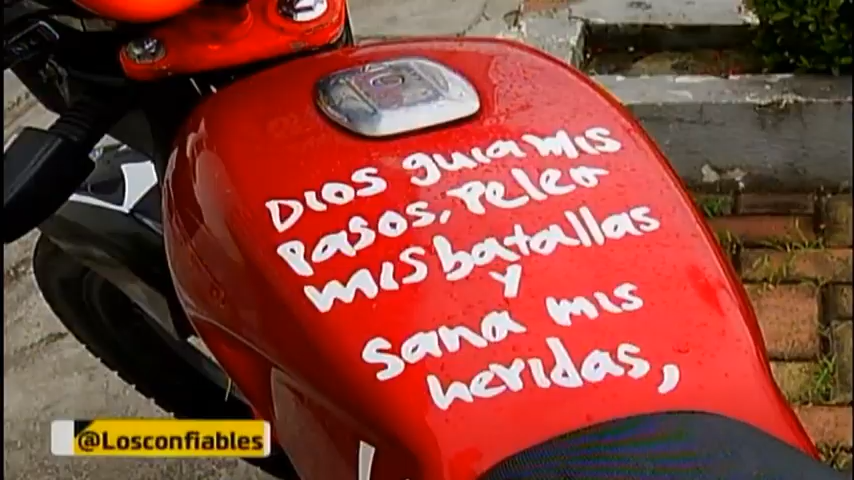 Dios guia mis
Pasos, Pelea
mis batallas
y
sana mis
heridas,
@Losconfiables